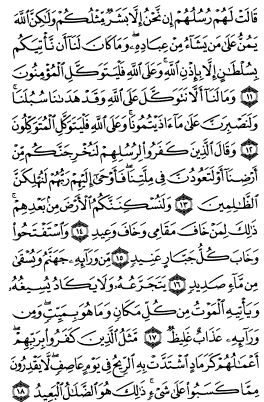 قَالَتْ لَهُمْ رُسُلُهُمْ إِن نَّحْنُ إِلَّا بَشَرٌ مِّثْلُكُمْ وَلَٰكِنَّ ٱللَّهَ
يَمُنُّ عَلَىٰ مَن يَشَآءُ مِنْ عِبَادِهِۦ ۖ وَمَا كَانَ لَنَآ أَن نَّأْتِيَكُم
بِسُلْطَٰنٍ إِلَّا بِإِذْنِ ٱللَّهِ ۚ وَعَلَى ٱللَّهِ فَلْيَتَوَكَّلِ ٱلْمُؤْمِنُونَ
١١ وَمَا لَنَآ أَلَّا نَتَوَكَّلَ عَلَى ٱللَّهِ وَقَدْ هَدَىٰنَا سُبُلَنَا ۚ
وَلَنَصْبِرَنَّ عَلَىٰ مَآ ءَاذَيْتُمُونَا ۚ وَعَلَى ٱللَّهِ فَلْيَتَوَكَّلِ ٱلْمُتَوَكِّلُونَ
١٢ وَقَالَ ٱلَّذِينَ كَفَرُوا۟ لِرُسُلِهِمْ لَنُخْرِجَنَّكُم مِّنْ
أَرْضِنَآ أَوْ لَتَعُودُنَّ فِى مِلَّتِنَا ۖ فَأَوْحَىٰٓ إِلَيْهِمْ رَبُّهُمْ لَنُهْلِكَنَّ
ٱلظَّٰلِمِينَ ١٣ وَلَنُسْكِنَنَّكُمُ ٱلْأَرْضَ مِنۢ بَعْدِهِمْ ۚ
ذَٰلِكَ لِمَنْ خَافَ مَقَامِى وَخَافَ وَعِيدِ ١٤ وَٱسْتَفْتَحُوا۟
وَخَابَ كُلُّ جَبَّارٍ عَنِيدٍ ١٥ مِّن وَرَآئِهِۦ جَهَنَّمُ وَيُسْقَىٰ
مِن مَّآءٍ صَدِيدٍ ١٦ يَتَجَرَّعُهُۥ وَلَا يَكَادُ يُسِيغُهُۥ
وَيَأْتِيهِ ٱلْمَوْتُ مِن كُلِّ مَكَانٍ وَمَا هُوَ بِمَيِّتٍ ۖ وَمِن
وَرَآئِهِۦ عَذَابٌ غَلِيظٌ ١٧ مَّثَلُ ٱلَّذِينَ كَفَرُوا۟ بِرَبِّهِمْ ۖ
أَعْمَٰلُهُمْ كَرَمَادٍ ٱشْتَدَّتْ بِهِ ٱلرِّيحُ فِى يَوْمٍ عَاصِفٍ ۖ لَّا يَقْدِرُونَ
مِمَّا كَسَبُوا۟ عَلَىٰ شَىْءٍ ۚ ذَٰلِكَ هُوَ ٱلضَّلَٰلُ ٱلْبَعِيدُ ١٨